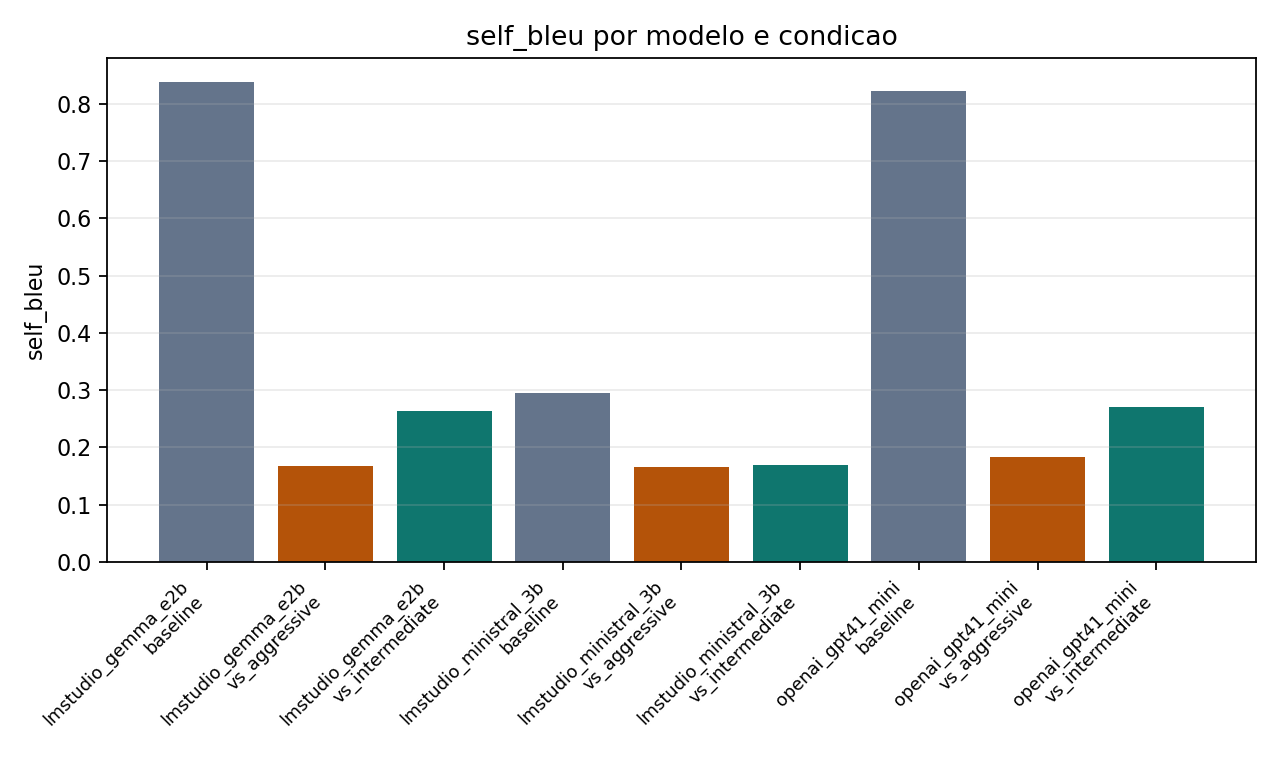 self_bleu por modelo e condicao
self_bleu
0.8
0.7
0.6
0.5
0.4
0.3
0.2
0.1
0.0
lmstudio_gemma_e2b
baseline
lmstudio_gemma_e2b
vs_aggressive
lmstudio_gemma_e2b
vs_intermediate
lmstudio_ministral_3b
baseline
lmstudio_ministral_3b
vs_aggressive
lmstudio_ministral_3b
vs_intermediate
openai_gpt41_mini
baseline
openai_gpt41_mini
vs_aggressive
openai_gpt41_mini
vs_intermediate